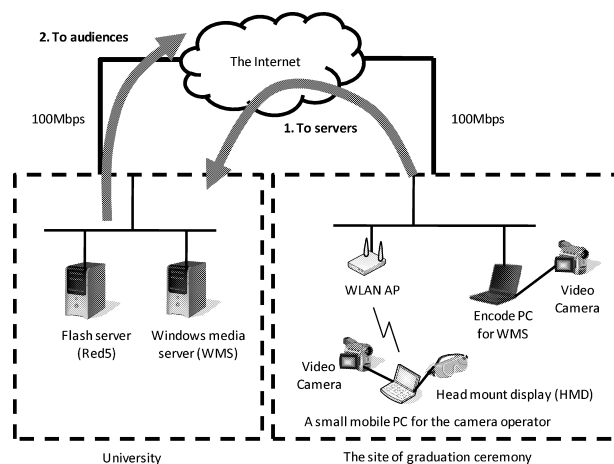 2. To audiences
The Internet
100Mbps
1. To servers
100Mbps
WLAN AP
Flash server
(Red5)
Windows media
server (WMS)
Encode PC
for WMS
Video
Camera
Video
Camera
Head mount display (HMD)
A small mobile PC for the camera operator
University
The site of graduation ceremony